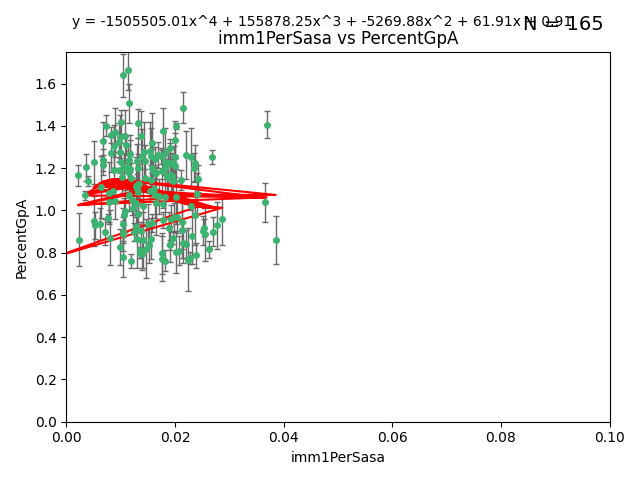 y = -1505505.01x^4 + 155878.25x^3 + -5269.88x^2 + 61.91x + 0.91
N = 165
imm1PerSasa vs PercentGpA
PercentGpA
1.6
1.4
1.2
1.0
0.8
0.6
0.4
0.2
0.0
0.00 0.02 0.04 0.06 0.08 0.10
imm1PerSasa